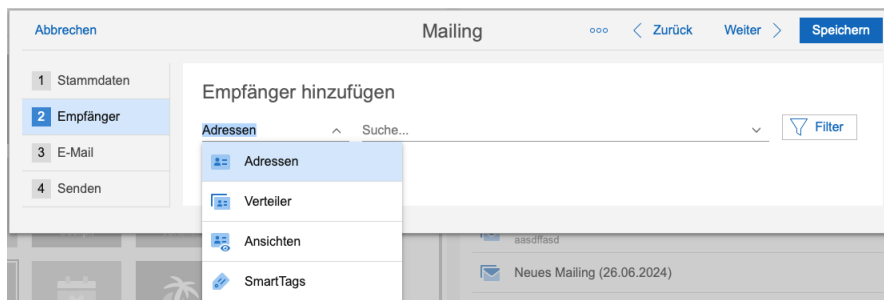 Abbrechen
Mailing
Zurück
Weiter
Speichern
1 Stammdaten
2 Empfänger
3 E-Mail
4 Senden
Empfänger hinzufügen
Adressen
Suche...
Filter
Adressen
Verteiler
Ansichten
SmartTags
aasdffasd
Neues Mailing (26.06.2024)